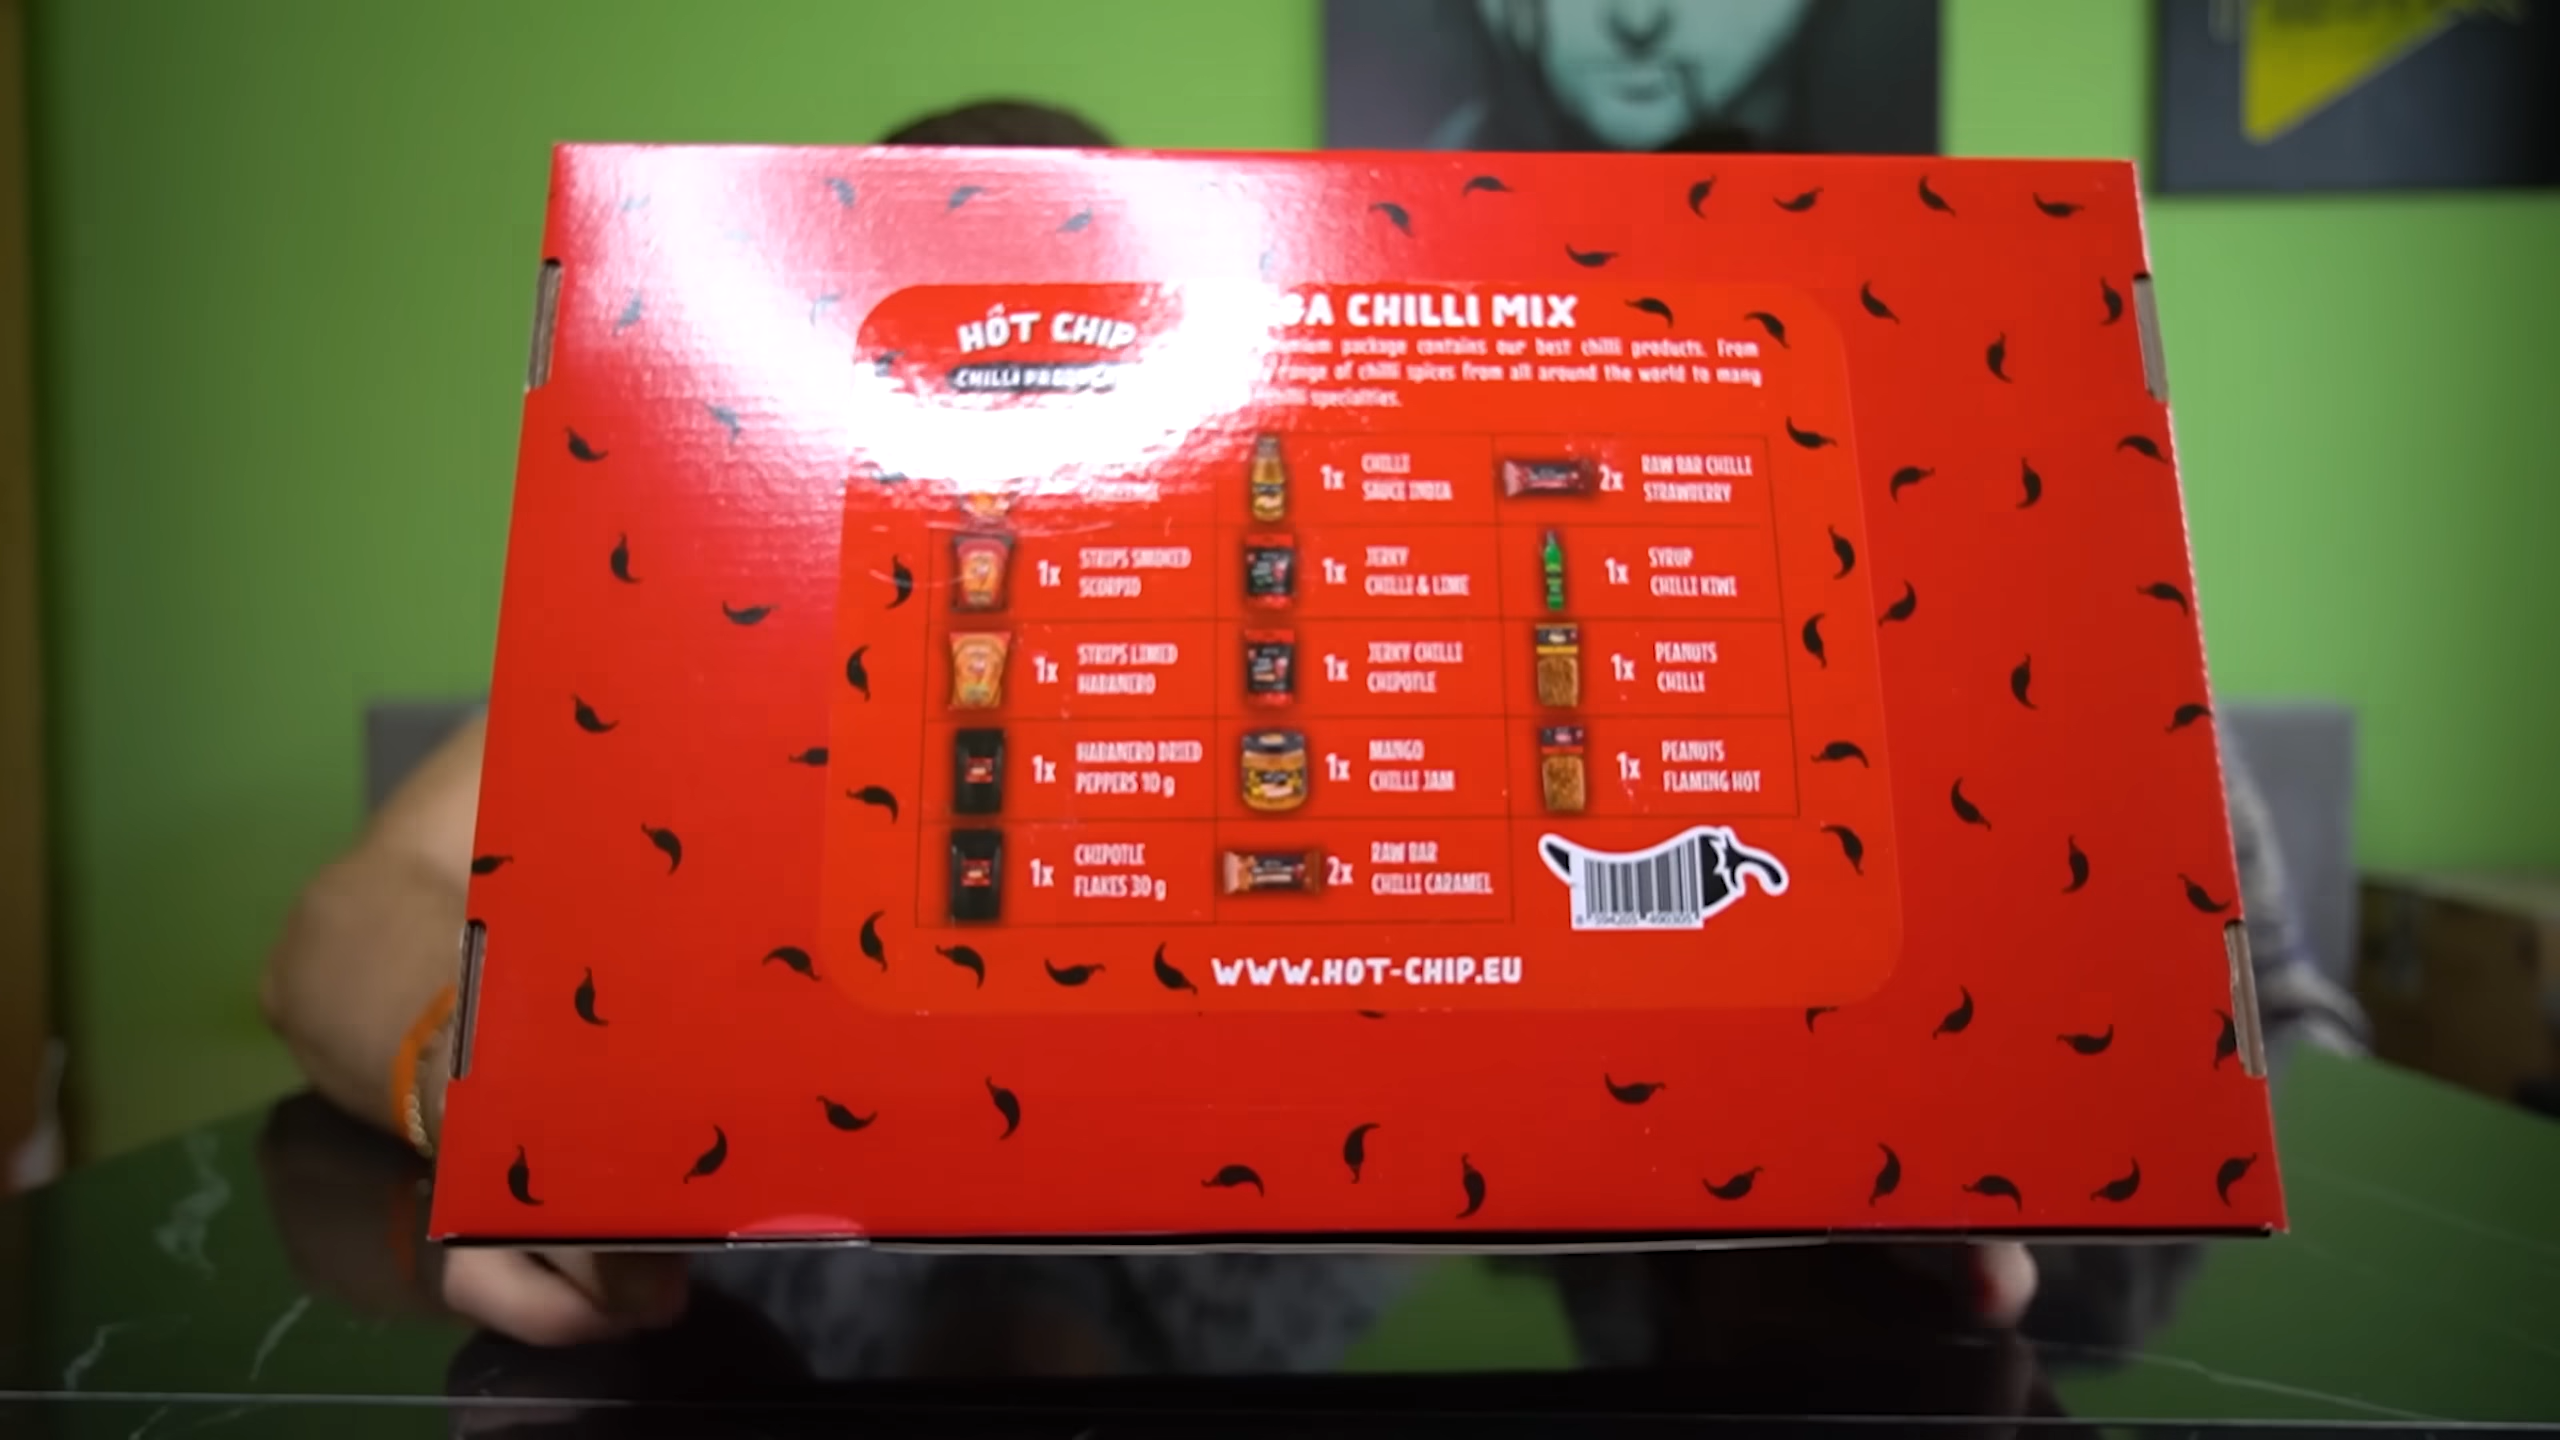 HOT CHIP
CHILLI
GA CHILLI MIX
package contains our best chilli products. From
range of chilli spices from all around the world to many
specialties.
1x CHILLI
SAUCE INDIA
2x RAW BAR CHILLI
STRAWBERRY
1x STRIPS SMOKED
SCORPIO
1x JERKY
CHILLI & LIME
1x SYRUP
CHILLI KIWI
1x STRIPS LIMED
HABANERO
1x JERKY CHILLI
CHIPOTLE
1x PEANUTS
CHILLI
1x HABANERO DRIED
PEPPERS 10 g
1x MANGO
CHILLI JAM
1x PEANUTS
FLAMING HOT
1x CHIPOTLE
FLAKES 30 g
2x RAW BAR
CHILLI CARAMEL
WWW.HOT-CHIP.EU